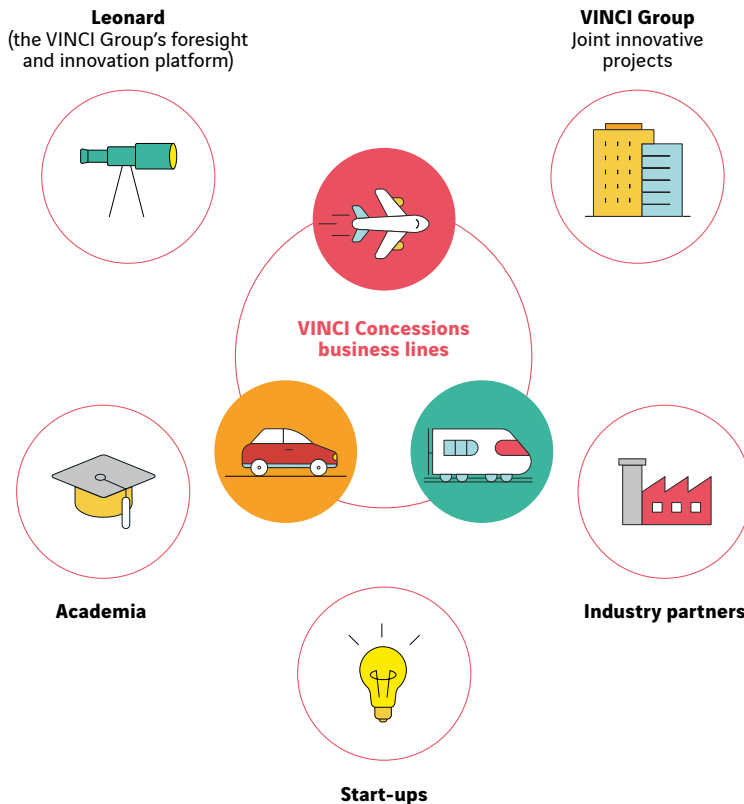 Leonard
(the VINCI Group’s foresight
and innovation platform)
VINCI Group
Joint innovative
projects
VINCI Concessions
business lines
Academia
Industry partners
Start-ups